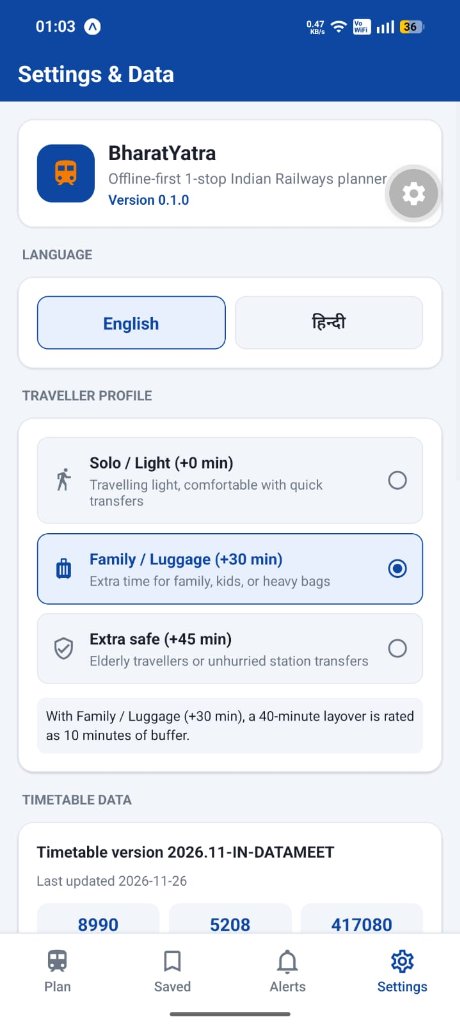 01:03
0.47
KB/s
Vo
WiFi
36
Settings & Data
BharatYatra
Offline-first 1-stop Indian Railways planner
Version 0.1.0
LANGUAGE
English
हिन्दी
TRAVELLER PROFILE
Solo / Light (+0 min)
Travelling light, comfortable with quick
transfers
Family / Luggage (+30 min)
Extra time for family, kids, or heavy bags
Extra safe (+45 min)
Elderly travellers or unhurried station transfers
With Family / Luggage (+30 min), a 40-minute layover is rated
as 10 minutes of buffer.
TIMETABLE DATA
Timetable version 2026.11-IN-DATAMEET
Last updated 2026-11-26
8990
5208
417080
Plan
Saved
Alerts
Settings